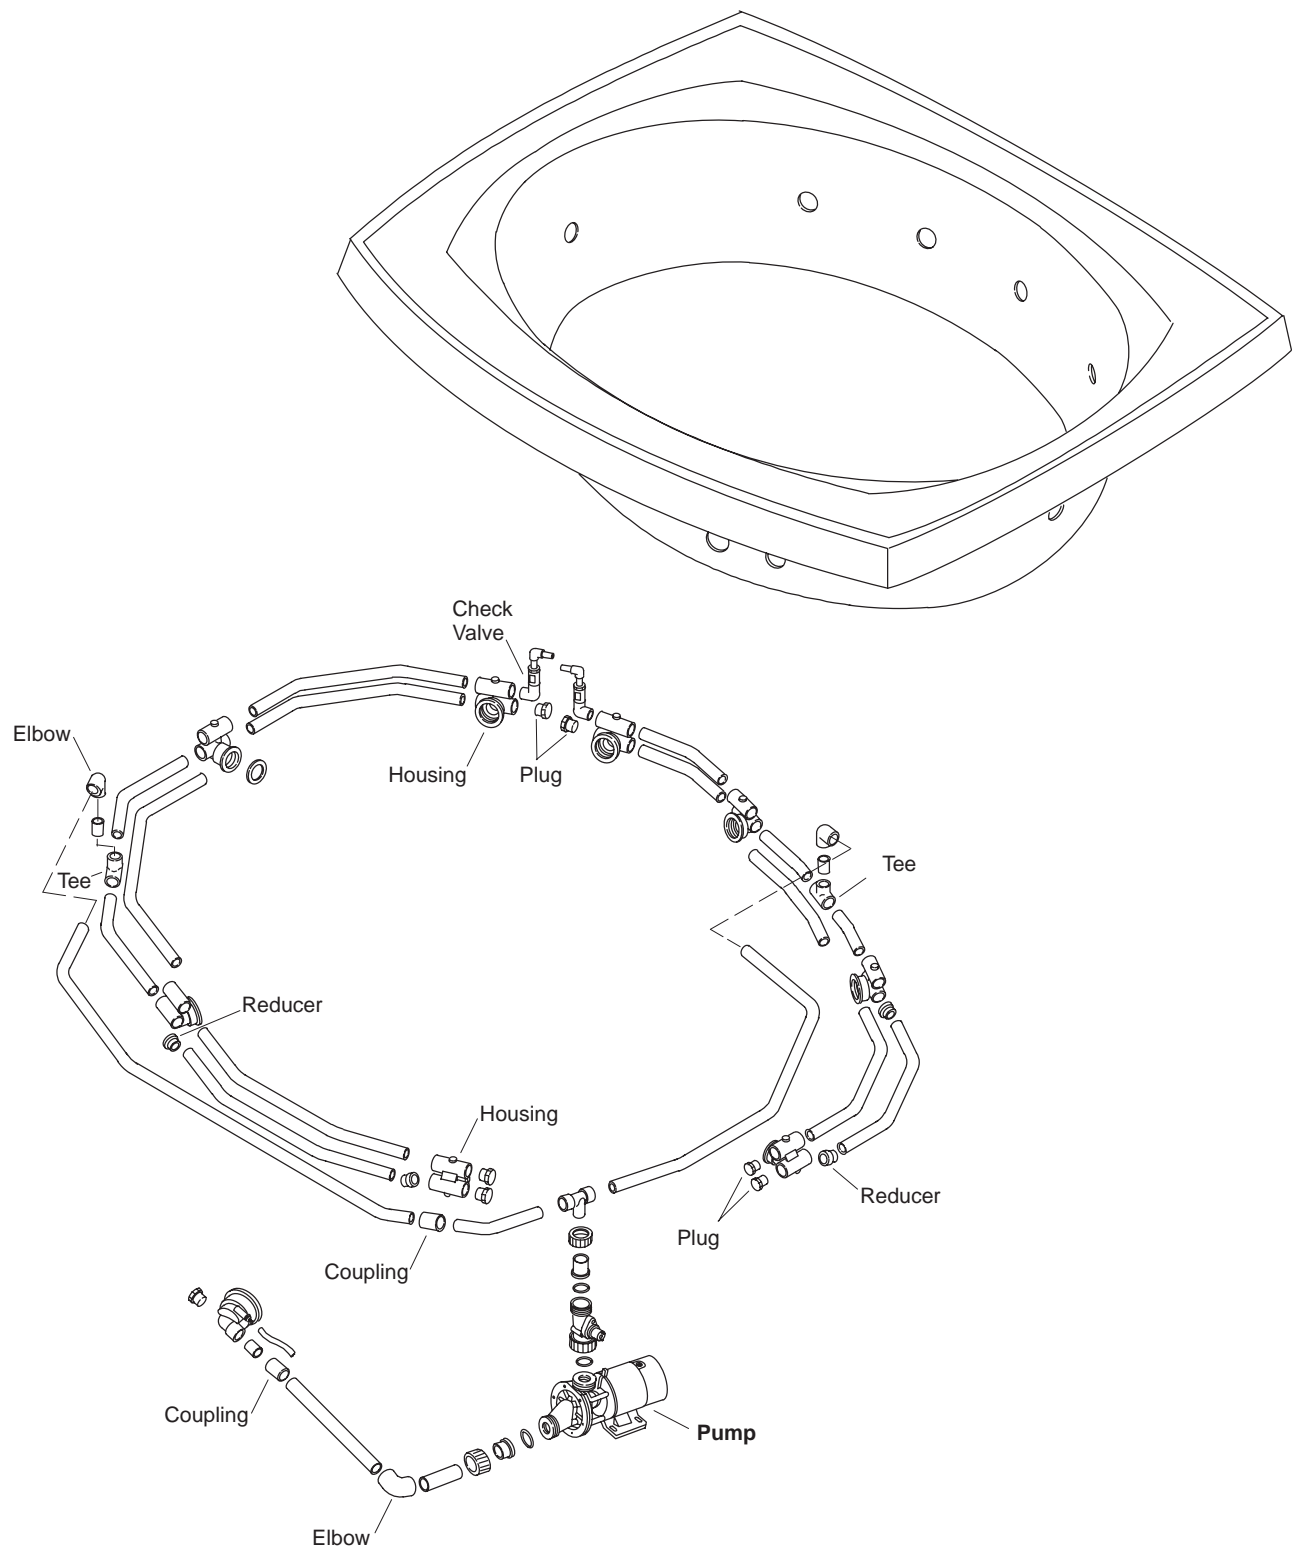 Check
Valve
Elbow
Housing
Plug
Tee
Tee
Reducer
Housing
Reducer
Plug
Coupling
Coupling
Pump
Elbow